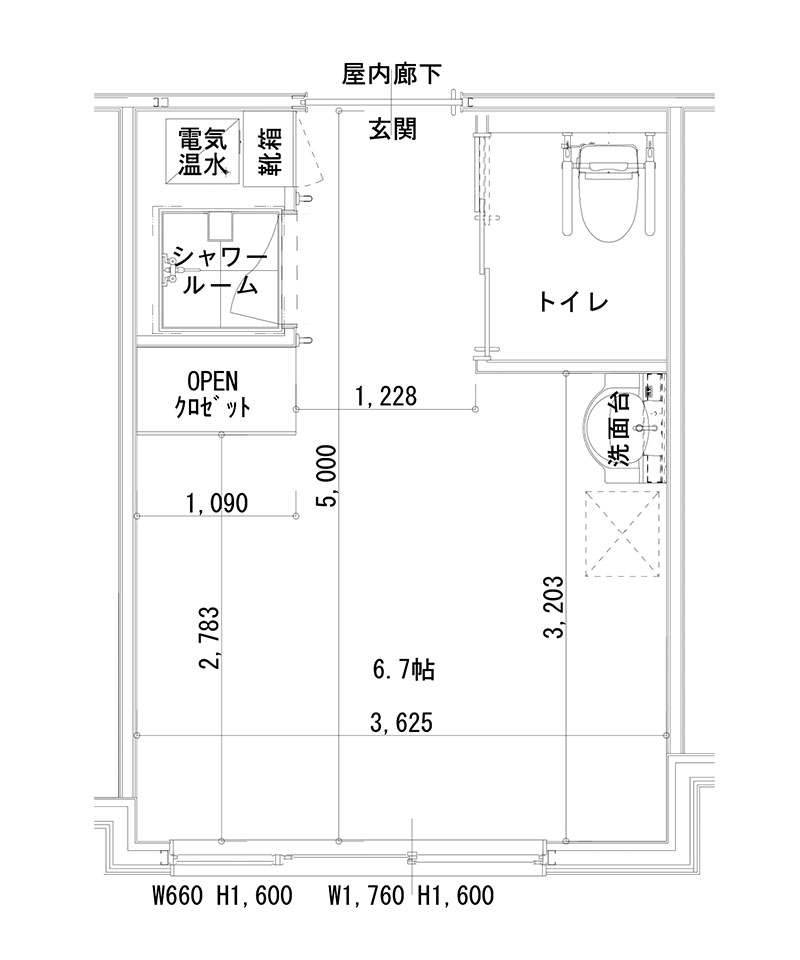 屋内廊下
玄関
電気
温水
靴箱
シャワー
ルーム
トイレ
OPEN
ｸﾛｾﾞｯﾄ
1,228
洗面台
5,000
1,090
2,783
3,203
6.7帖
3,625
W660 H1,600
W1,760 H1,600